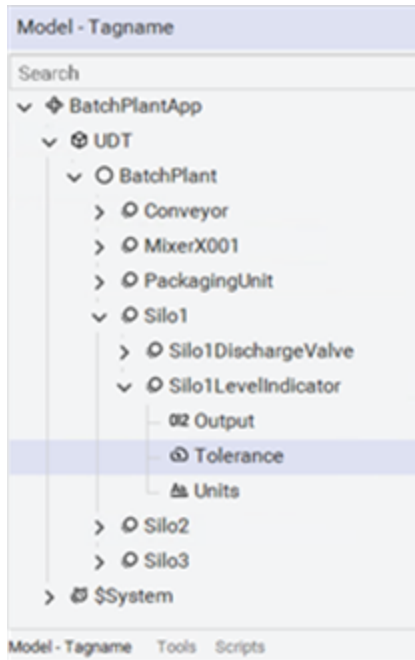 Model - Tagname
Search
BatchPlantApp
UDT
BatchPlant
Conveyor
MixerX001
PackagingUnit
Silo1
Silo1DischargeValve
Silo1LevelIndicator
012 Output
Tolerance
Units
Silo2
Silo3
$System
Model - Tagname Tools Scripts